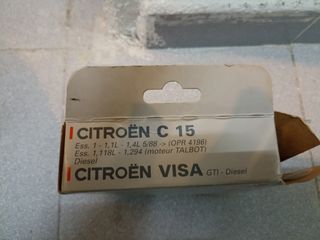 CITROËN C 15
Ess. 1 - 1,1L - 1,4L 5/88 -> (OPR 4196)
Ess. 1,118L - 1,294 (moteur TALBOT)
Diesel
CITROËN VISA GTI - Diesel